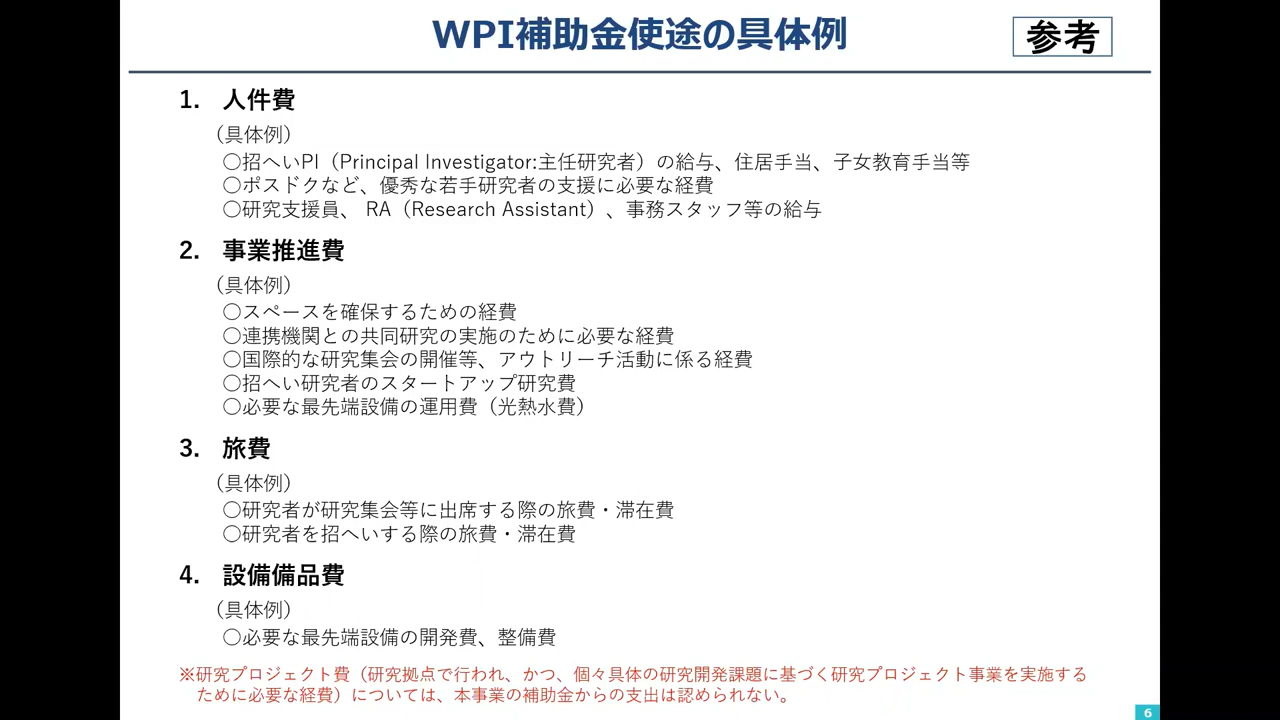 WPI補助金使途の具体例
参考
1. 人件費
（具体例）
○招へいPI（Principal Investigator:主任研究者）の給与、住居手当、子女教育手当等
○ポスドクなど、優秀な若手研究者の支援に必要な経費
○研究支援員、 RA（Research Assistant）、事務スタッフ等の給与
2. 事業推進費
（具体例）
○スペースを確保するための経費
○連携機関との共同研究の実施のために必要な経費
○国際的な研究集会の開催等、アウトリーチ活動に係る経費
○招へい研究者のスタートアップ研究費
○必要な最先端設備の運用費（光熱水費）
3. 旅費
（具体例）
○研究者が研究集会等に出席する際の旅費・滞在費
○研究者を招へいする際の旅費・滞在費
4. 設備備品費
（具体例）
○必要な最先端設備の開発費、整備費
※研究プロジェクト費（研究拠点で行われ、かつ、個々具体の研究開発課題に基づく研究プロジェクト事業を実施する
ために必要な経費）については、本事業の補助金からの支出は認められない。
6